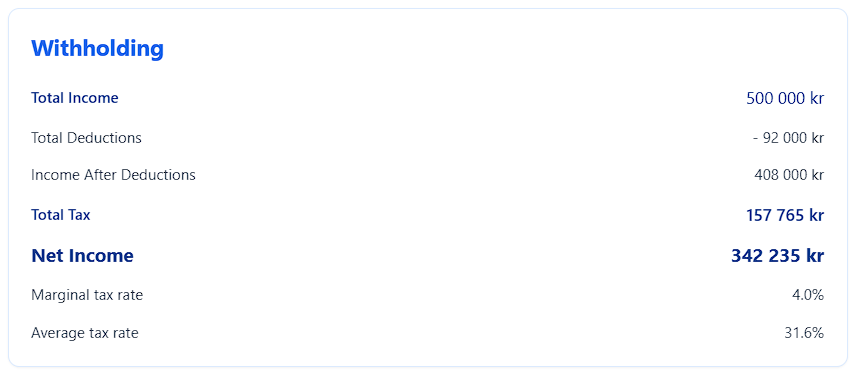 Withholding
Total Income 500 000 kr
Total Deductions - 92 000 kr
Income After Deductions 408 000 kr
Total Tax 157 765 kr
Net Income 342 235 kr
Marginal tax rate 4.0%
Average tax rate 31.6%